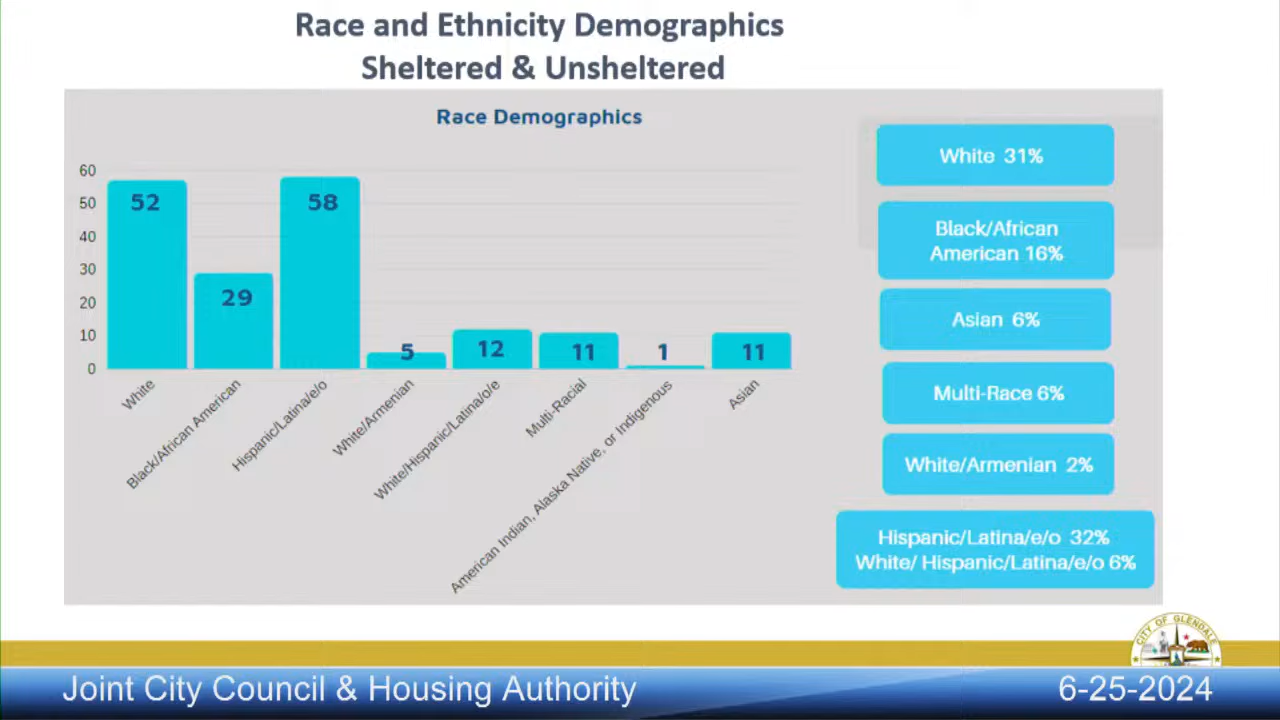 Race and Ethnicity Demographics
Sheltered & Unsheltered
Race Demographics
60
50
40
30
20
10
0
52
29
58
5
12
11
1
11
White
Black/African American
Hispanic/Latina/e/o
White/Armenian
White/Hispanic/Latina/o/e
Multi-Racial
American Indian, Alaska Native, or Indigenous
Asian
White 31%
Black/African
American 16%
Asian 6%
Multi-Race 6%
White/Armenian 2%
Hispanic/Latina/e/o 32%
White/ Hispanic/Latina/e/o 6%
CITY OF GLENDALE
Joint City Council & Housing Authority
6-25-2024